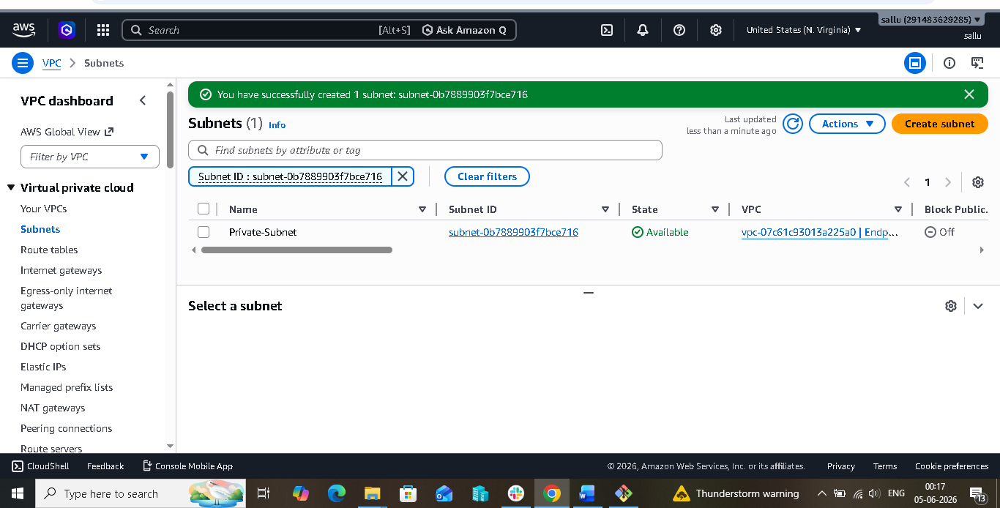 aws
Search
[Alt+S]
Ask Amazon Q
United States (N. Virginia) ▼
sallu (291483629285) ▼
sallu
VPC > Subnets
VPC dashboard
AWS Global View
Filter by VPC
Virtual private cloud
Your VPCs
Subnets
Route tables
Internet gateways
Egress-only internet
gateways
Carrier gateways
DHCP option sets
Elastic IPs
Managed prefix lists
NAT gateways
Peering connections
Route servers
You have successfully created 1 subnet: subnet-0b7889903f7bce716
Subnets (1) Info
Last updated
less than a minute ago
Actions
Create subnet
Find subnets by attribute or tag
Subnet ID : subnet-0b7889903f7bce716
Clear filters
1
Name Subnet ID State VPC Block Public.
Private-Subnet subnet-0b7889903f7bce716 Available vpc-07c61c93013a225a0 | Endp... Off
Select a subnet
CloudShell Feedback Console Mobile App © 2026, Amazon Web Services, Inc. or its affiliates. Privacy Terms Cookie preferences
Type here to search
Thunderstorm warning
ENG
00:17
05-06-2026
13